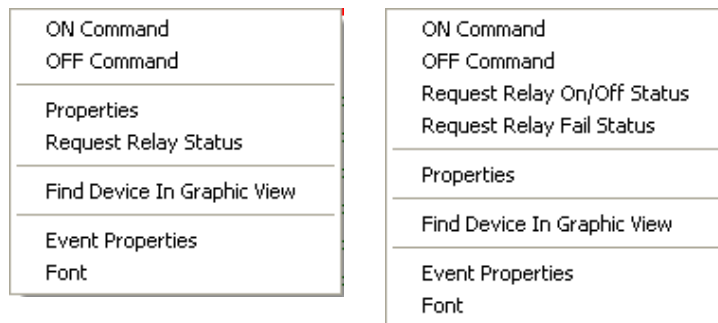 ON Command
OFF Command
Properties
Request Relay Status
Find Device In Graphic View
Event Properties
Font
ON Command
OFF Command
Request Relay On/Off Status
Request Relay Fail Status
Properties
Find Device In Graphic View
Event Properties
Font